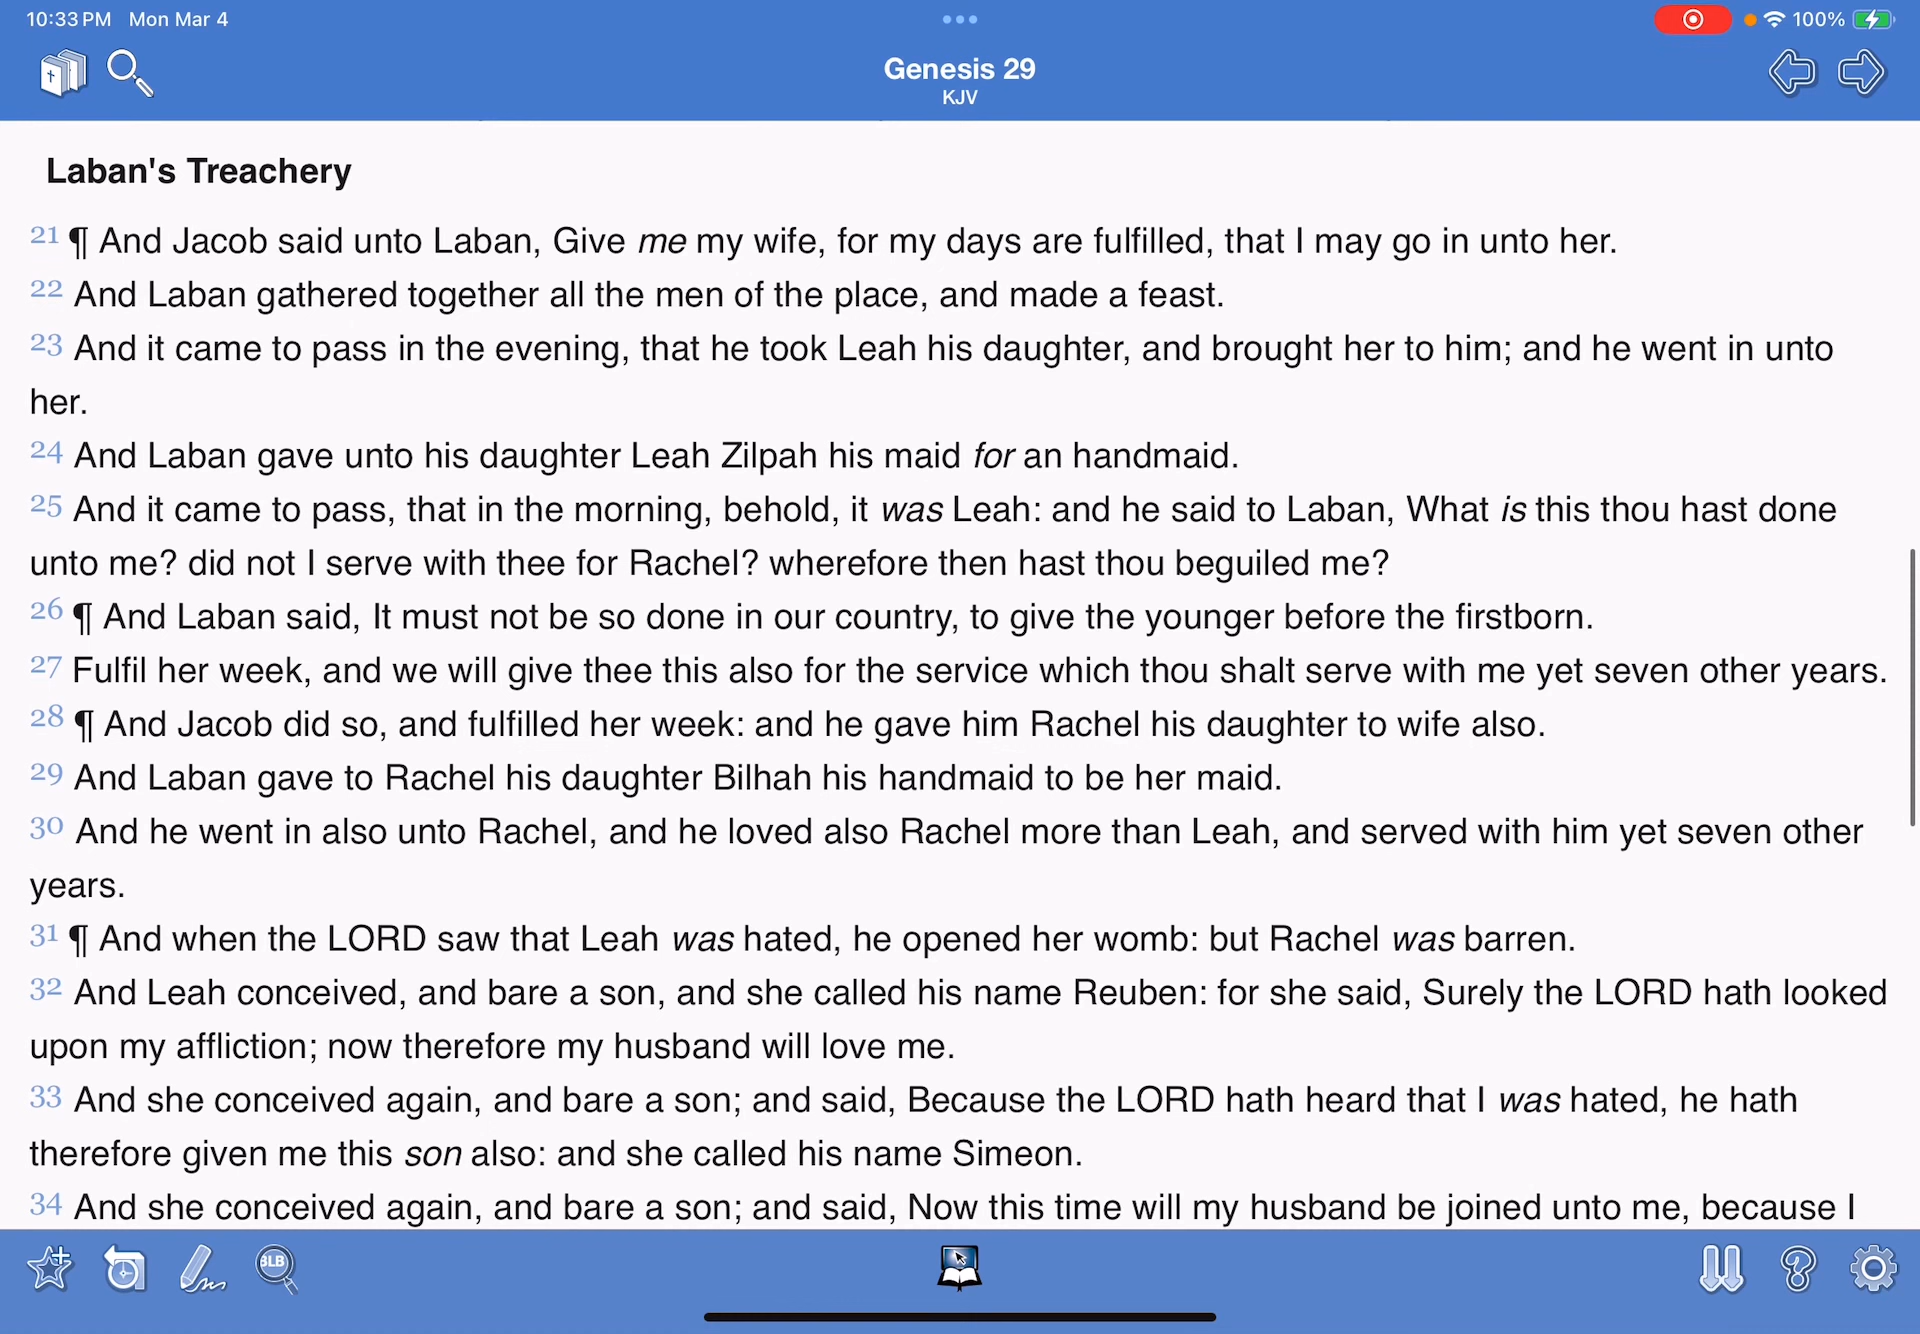 10:33 PM Mon Mar 4
100%
Genesis 29
KJV
Laban's Treachery
21 ¶ And Jacob said unto Laban, Give me my wife, for my days are fulfilled, that I may go in unto her.
22 And Laban gathered together all the men of the place, and made a feast.
23 And it came to pass in the evening, that he took Leah his daughter, and brought her to him; and he went in unto
her.
24 And Laban gave unto his daughter Leah Zilpah his maid for an handmaid.
25 And it came to pass, that in the morning, behold, it was Leah: and he said to Laban, What is this thou hast done
unto me? did not I serve with thee for Rachel? wherefore then hast thou beguiled me?
26 ¶ And Laban said, It must not be so done in our country, to give the younger before the firstborn.
27 Fulfil her week, and we will give thee this also for the service which thou shalt serve with me yet seven other years.
28 ¶ And Jacob did so, and fulfilled her week: and he gave him Rachel his daughter to wife also.
29 And Laban gave to Rachel his daughter Bilhah his handmaid to be her maid.
30 And he went in also unto Rachel, and he loved also Rachel more than Leah, and served with him yet seven other
years.
31 ¶ And when the LORD saw that Leah was hated, he opened her womb: but Rachel was barren.
32 And Leah conceived, and bare a son, and she called his name Reuben: for she said, Surely the LORD hath looked
upon my affliction; now therefore my husband will love me.
33 And she conceived again, and bare a son; and said, Because the LORD hath heard that I was hated, he hath
therefore given me this son also: and she called his name Simeon.
34 And she conceived again, and bare a son; and said, Now this time will my husband be joined unto me, because I
BLB